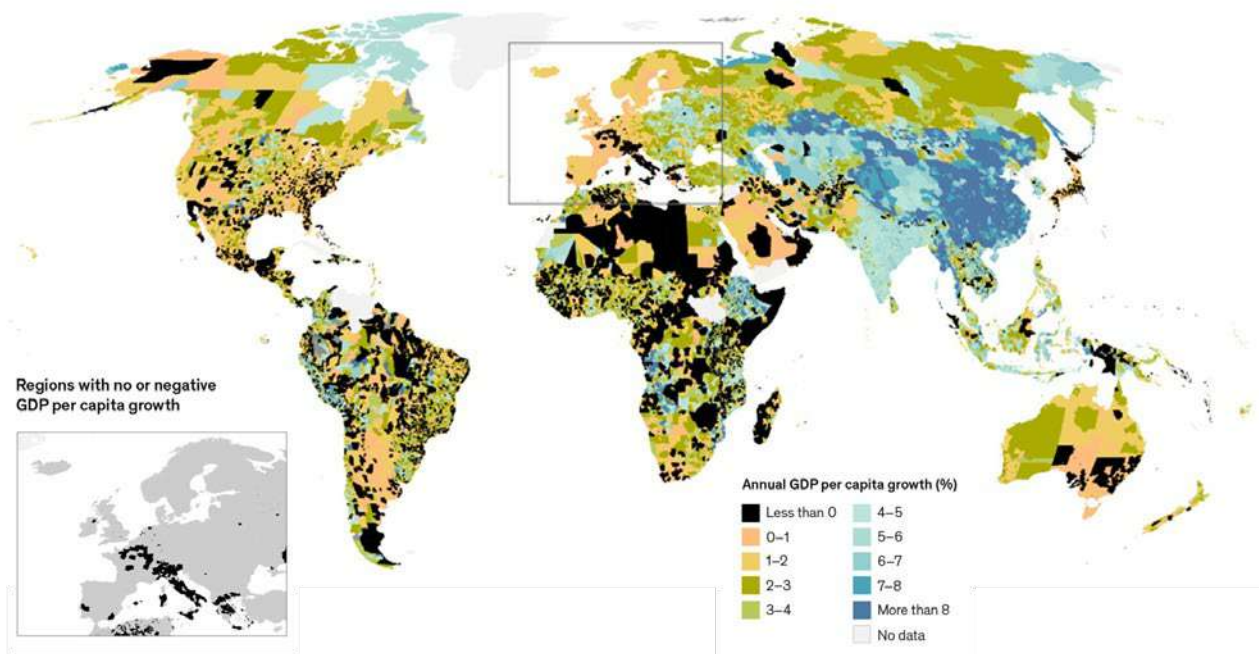 Regions with no or negative
GDP per capita growth
Annual GDP per capita growth (%)
Less than 0
0–1
1–2
2–3
3–4
4–5
5–6
6–7
7–8
More than 8
No data